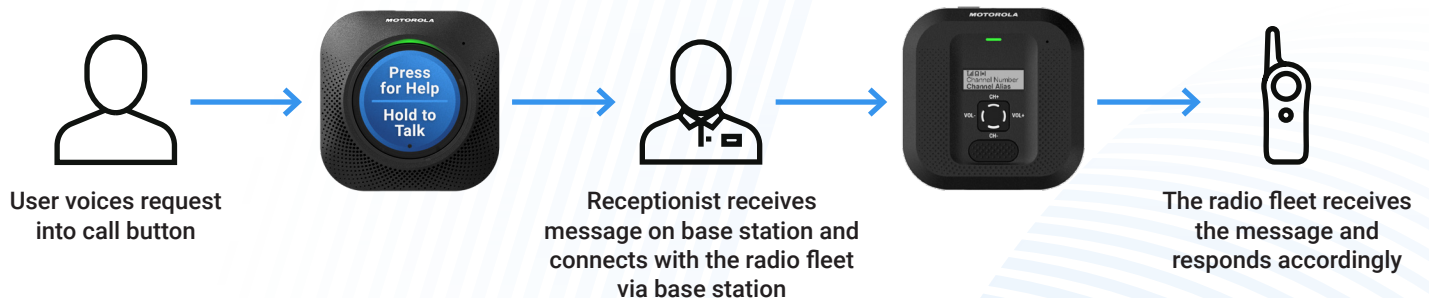 MOTOROLA
Press
for Help
Hold to
Talk
MOTOROLA
Channel Number
Channel Alias
CH+
VOL- VOL+
CH-
User voices request
into call button
Receptionist receives
message on base station and
connects with the radio fleet
via base station
The radio fleet receives
the message and
responds accordingly